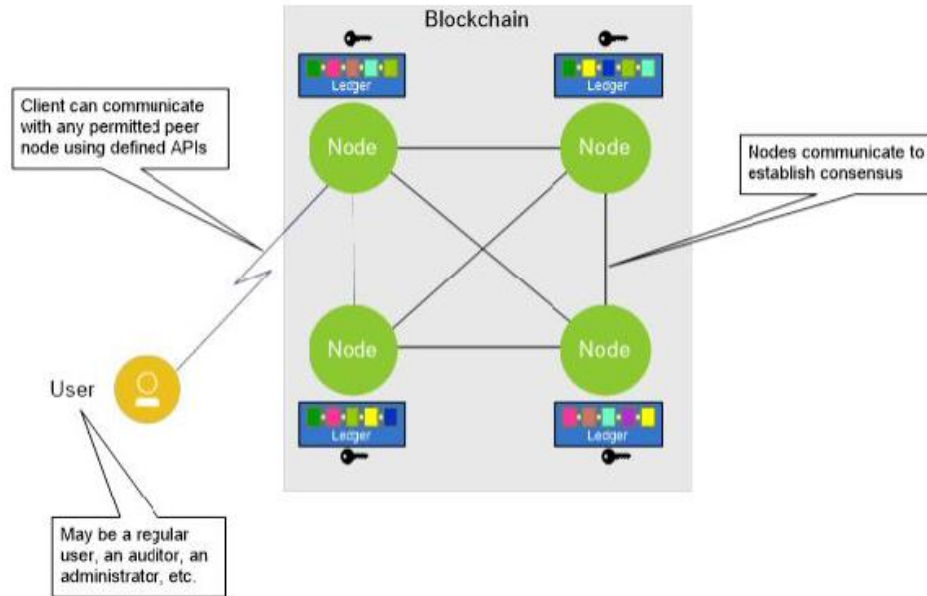 Blockchain
Ledger
Ledger
Client can communicate
with any permitted peer
node using defined APIs
Node
Node
Nodes communicate to
establish consensus
Node
Node
User
Ledger
Ledger
May be a regular
user, an auditor, an
administrator, etc.